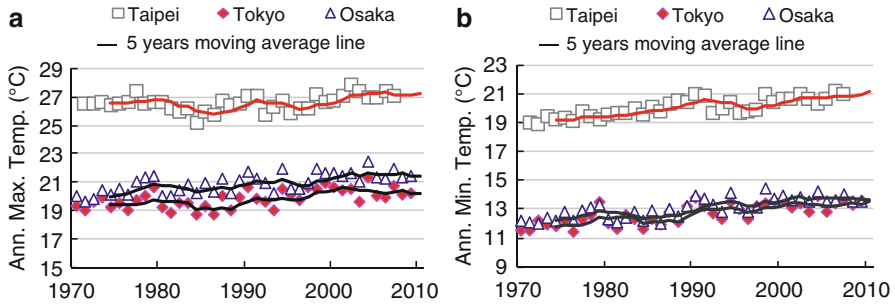 a
Taipei Tokyo Osaka
5 years moving average line
Ann. Max. Temp. (°C)
29
27
25
23
21
19
17
15
1970 1980 1990 2000 2010
b
Taipei Tokyo Osaka
5 years moving average line
Ann. Min. Temp. (°C)
23
21
19
17
15
13
11
9
1970 1980 1990 2000 2010